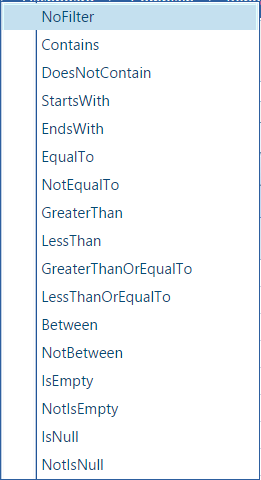 NoFilter
Contains
DoesNotContain
StartsWith
EndsWith
EqualTo
NotEqualTo
GreaterThan
LessThan
GreaterThanOrEqualTo
LessThanOrEqualTo
Between
NotBetween
IsEmpty
NotIsEmpty
IsNull
NotIsNull